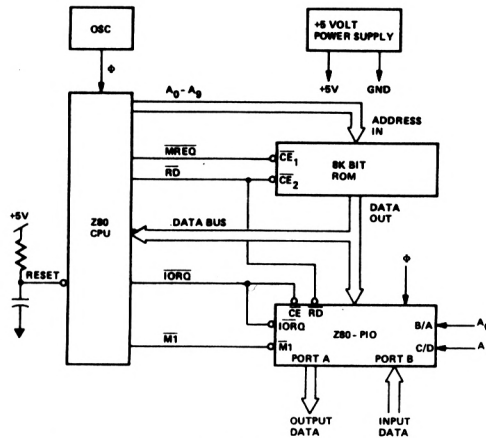 OSC
+5 VOLT
POWER SUPPLY
Φ
+5V
GND
A0 - A9
ADDRESS
IN
MREQ
CE1
8K BIT
ROM
RD
CE2
DATA
OUT
Z80
CPU
DATA BUS
+5V
RESET
IORQ
Φ
CE
RD
B/A
A0
IORQ
Z80 - PIO
C/D
A
M1
M1
PORT A
PORT B
OUTPUT
DATA
INPUT
DATA